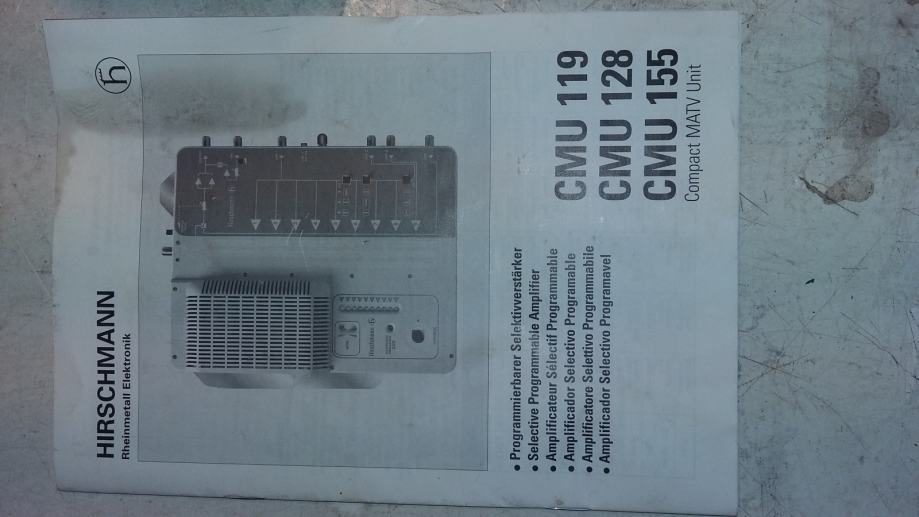 HIRSCHMANN
Rheinmetall Elektronik
h
• Programmierbarer Selektivverstärker
• Selective Programmable Amplifier
• Amplificateur Sélectif Programmable
• Amplificador Selectivo Programable
• Amplificatore Selettivo Programmabile
• Amplificador Selectivo Programavel
CMU 119
CMU 128
CMU 155
Compact MATV Unit